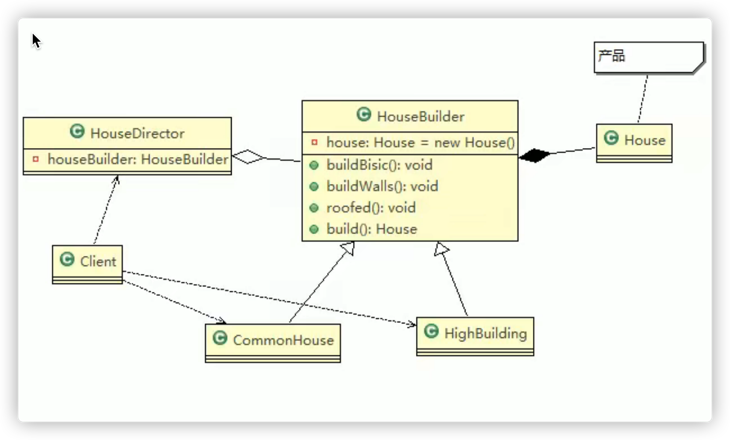 产品
HouseBuilder
HouseDirector
house: House = new House()
House
houseBuilder: HouseBuilder
buildBisic(): void
buildWalls(): void
roofed(): void
build(): House
Client
CommonHouse
HighBuilding